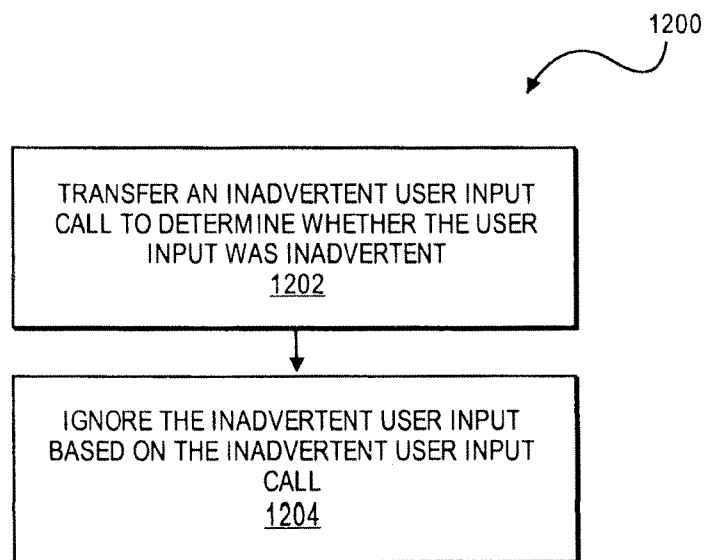 1200
TRANSFER AN INADVERTENT USER INPUT
CALL TO DETERMINE WHETHER THE USER
INPUT WAS INADVERTENT
1202
IGNORE THE INADVERTENT USER INPUT
BASED ON THE INADVERTENT USER INPUT
CALL
1204